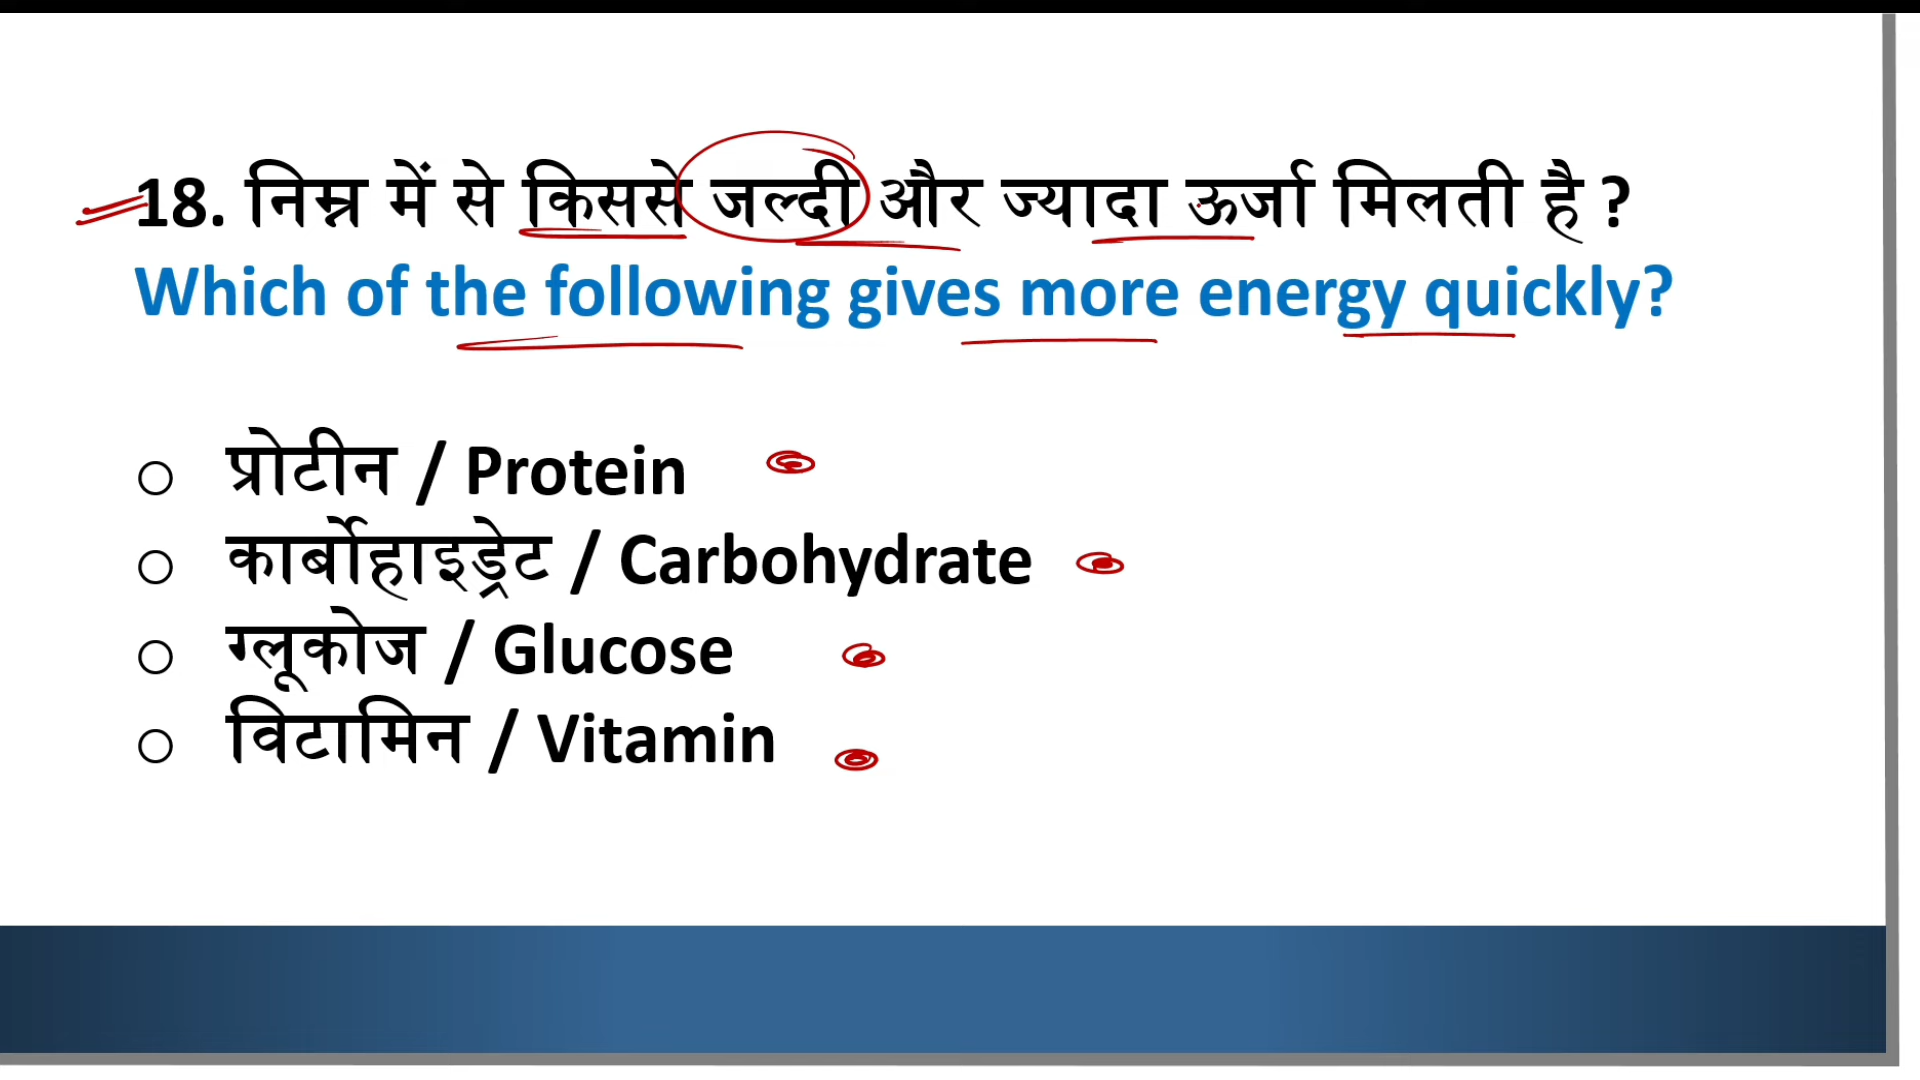 18. निम्न में से किससे जल्दी और ज्यादा ऊर्जा मिलती है ?
Which of the following gives more energy quickly?
○ प्रोटीन / Protein
○ कार्बोहाइड्रेट / Carbohydrate
○ ग्लूकोज / Glucose
○ विटामिन / Vitamin